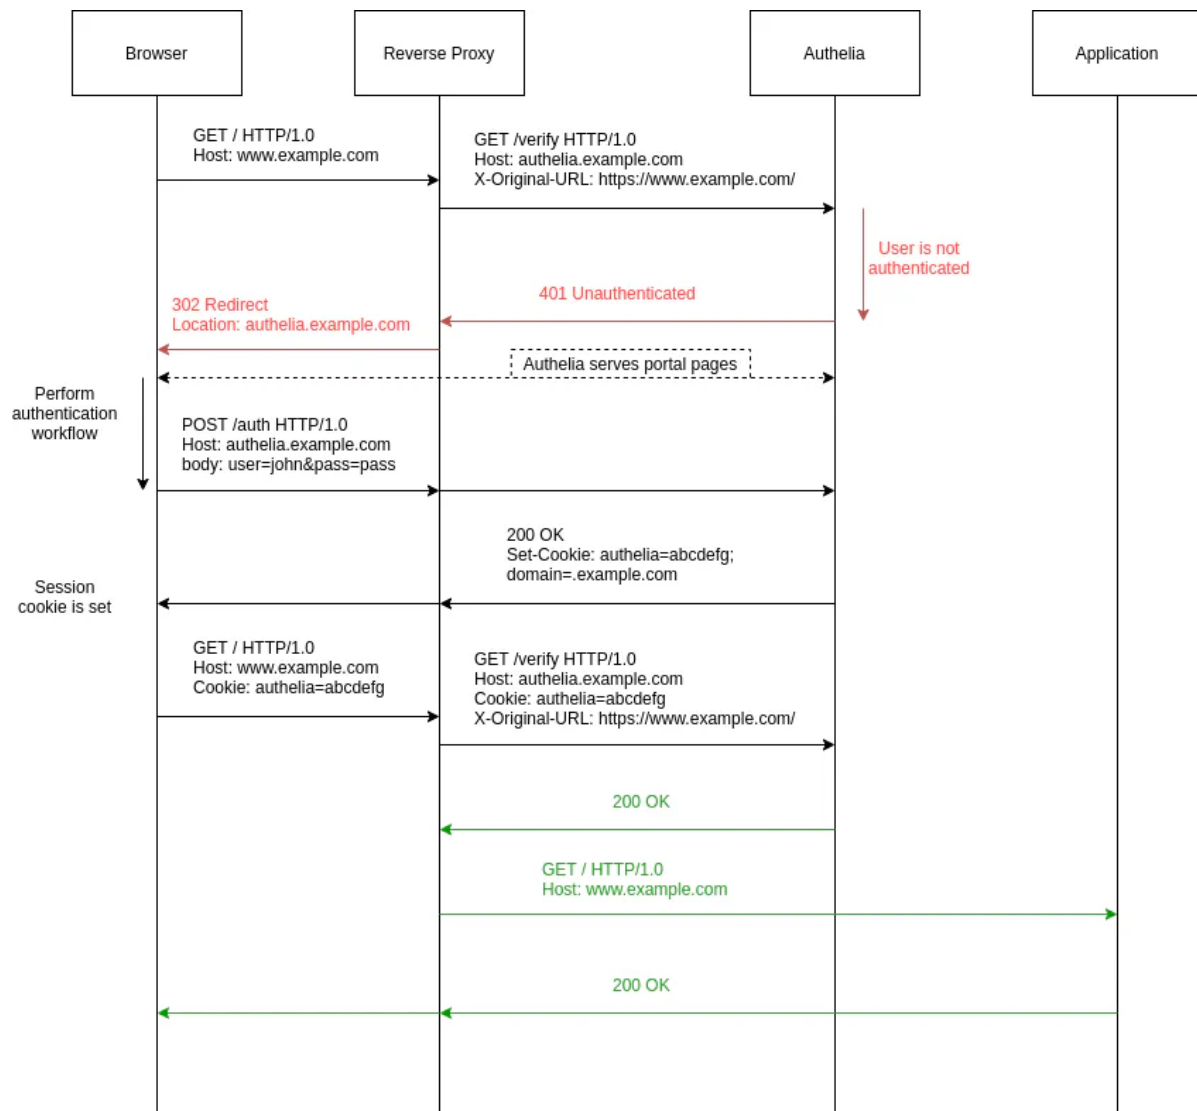 Browser
Reverse Proxy
Authelia
Application
GET / HTTP/1.0
Host: www.example.com
GET /verify HTTP/1.0
Host: authelia.example.com
X-Original-URL: https://www.example.com/
User is not
authenticated
401 Unauthenticated
302 Redirect
Location: authelia.example.com
Authelia serves portal pages
Perform
authentication
workflow
POST /auth HTTP/1.0
Host: authelia.example.com
body: user=john&pass=pass
200 OK
Set-Cookie: authelia=abcdefg;
domain=.example.com
Session
cookie is set
GET / HTTP/1.0
Host: www.example.com
Cookie: authelia=abcdefg
GET /verify HTTP/1.0
Host: authelia.example.com
Cookie: authelia=abcdefg
X-Original-URL: https://www.example.com/
200 OK
GET / HTTP/1.0
Host: www.example.com
200 OK